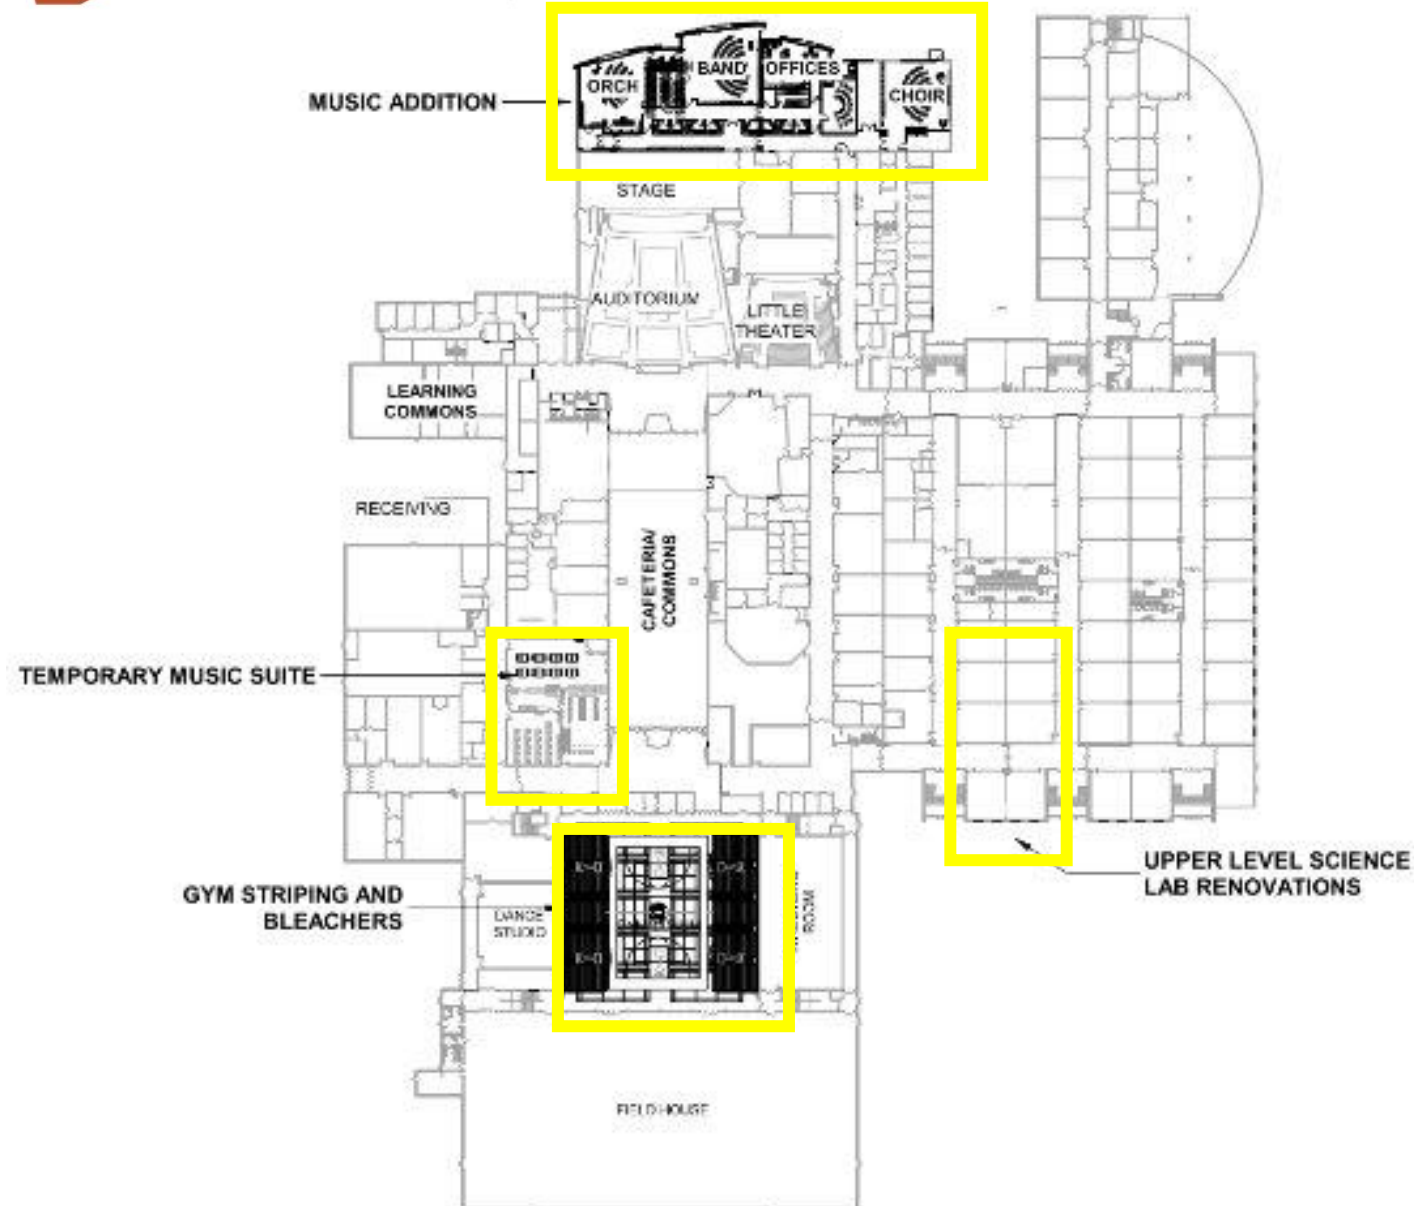 MUSIC ADDITION
ORCH
BAND
OFFICES
CHOIR
STAGE
AUDITORIUM
LITTLE
THEATER
LEARNING
COMMONS
RECEIVING
CAFETERIA/
COMMONS
TEMPORARY MUSIC SUITE
UPPER LEVEL SCIENCE
LAB RENOVATIONS
GYM STRIPING AND
BLEACHERS
DANCE
STUDIO
ROOM
FIELD HOUSE